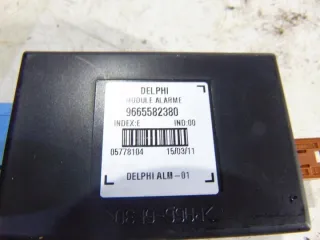 DELPHI
MODULE ALARME
9665582380
INDEX:E IND:00
05778104 15/03/11
DELPHI ALM-01